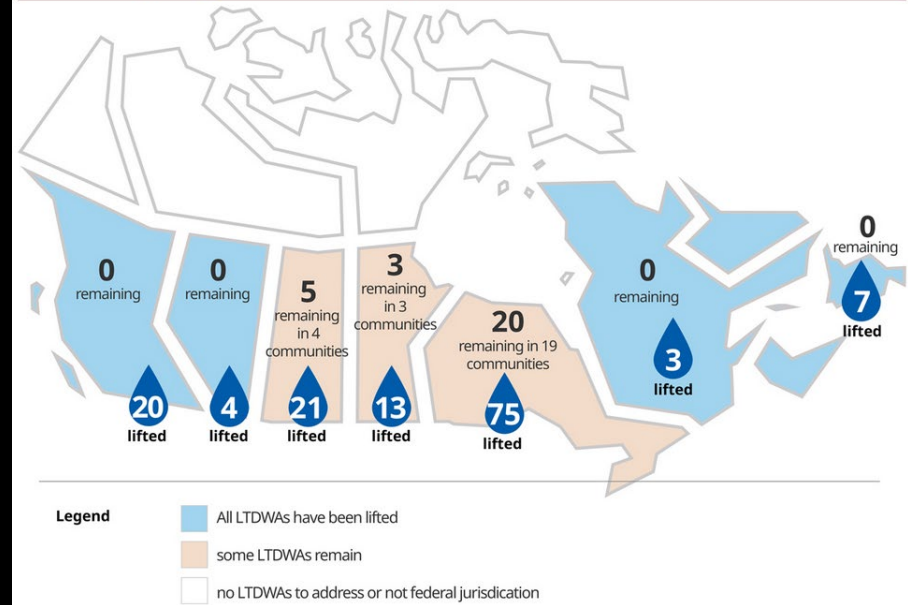 0
remaining
20
lifted
0
remaining
4
lifted
5
remaining
in 4
communities
21
lifted
3
remaining
in 3
communities
13
lifted
20
remaining in 19
communities
75
lifted
0
remaining
3
lifted
0
remaining
7
lifted
Legend
All LTDWAs have been lifted
some LTDWAs remain
no LTDWAs to address or not federal jurisdication